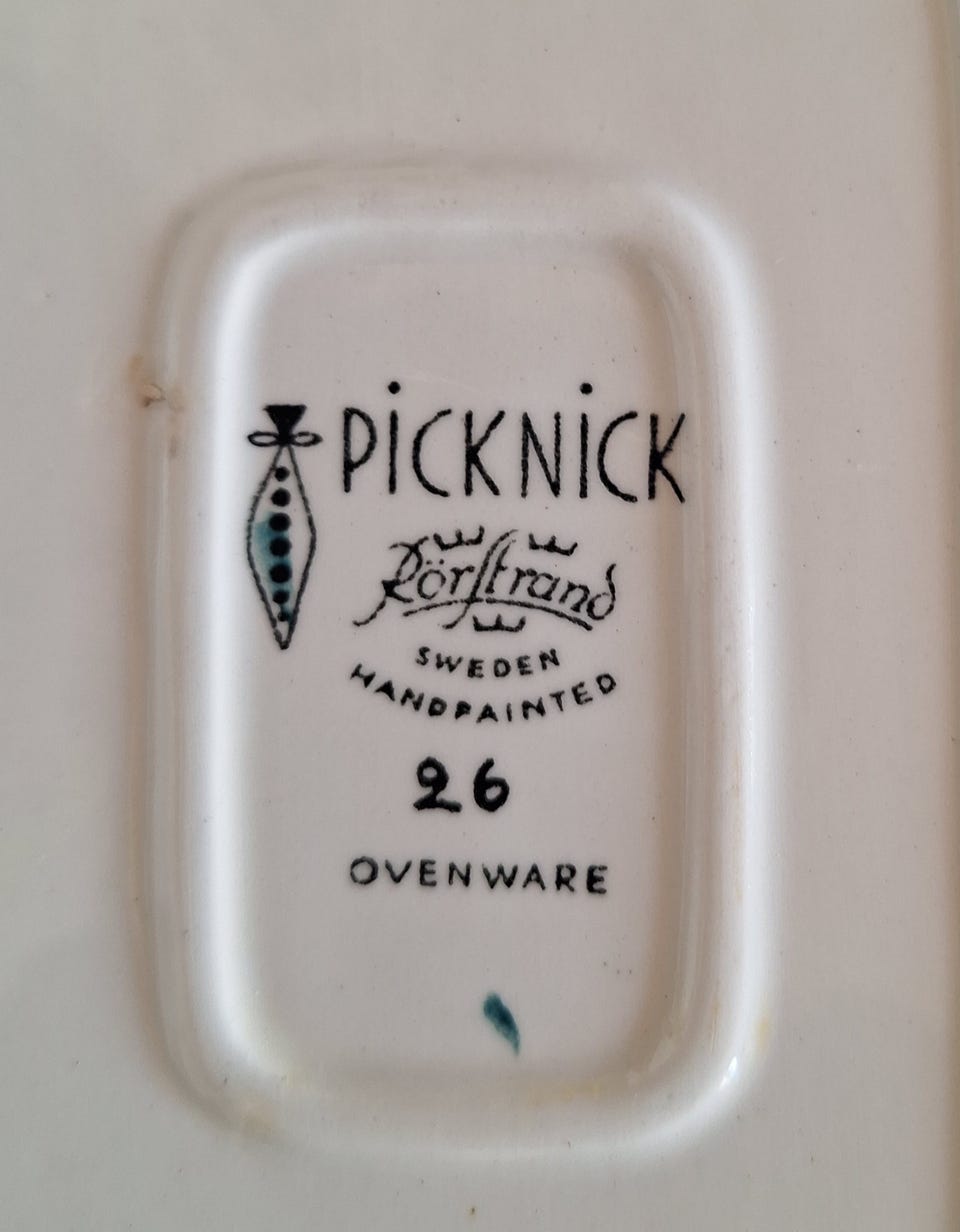 PICKNICK
Rörstrand
SWEDEN
HANDPAINTED
26
OVENWARE